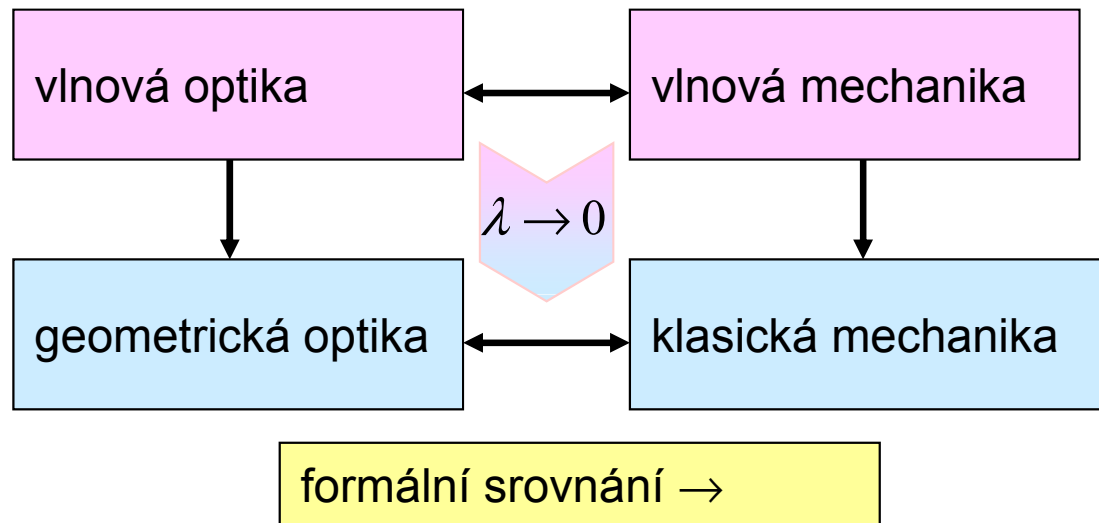 vlnová optika
vlnová mechanika
λ → 0
geometrická optika
klasická mechanika
formální srovnání →